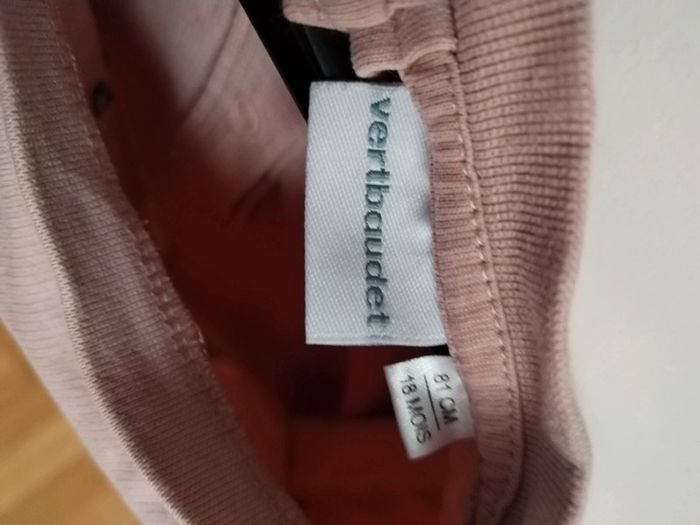 vertbaudet
81 CM
18 MOIS